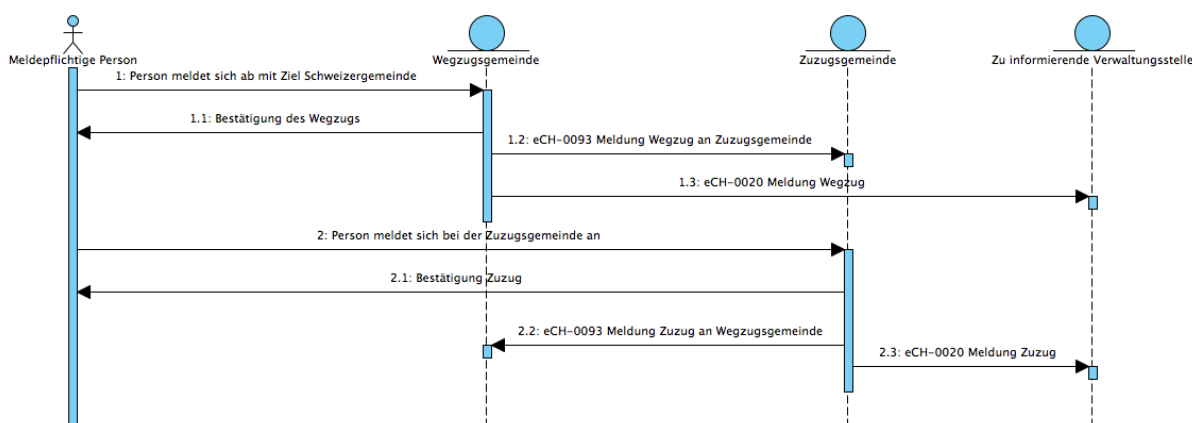 Meldepflichtige Person
Wegzugsgemeinde
Zuzugsgemeinde
Zu informierende Verwaltungsstelle
1: Person meldet sich ab mit Ziel Schweizergemeinde
1.1: Bestätigung des Wegzugs
1.2: eCH-0093 Meldung Wegzug an Zuzugsgemeinde
1.3: eCH-0020 Meldung Wegzug
2: Person meldet sich bei der Zuzugsgemeinde an
2.1: Bestätigung Zuzug
2.2: eCH-0093 Meldung Zuzug an Wegzugsgemeinde
2.3: eCH-0020 Meldung Zuzug